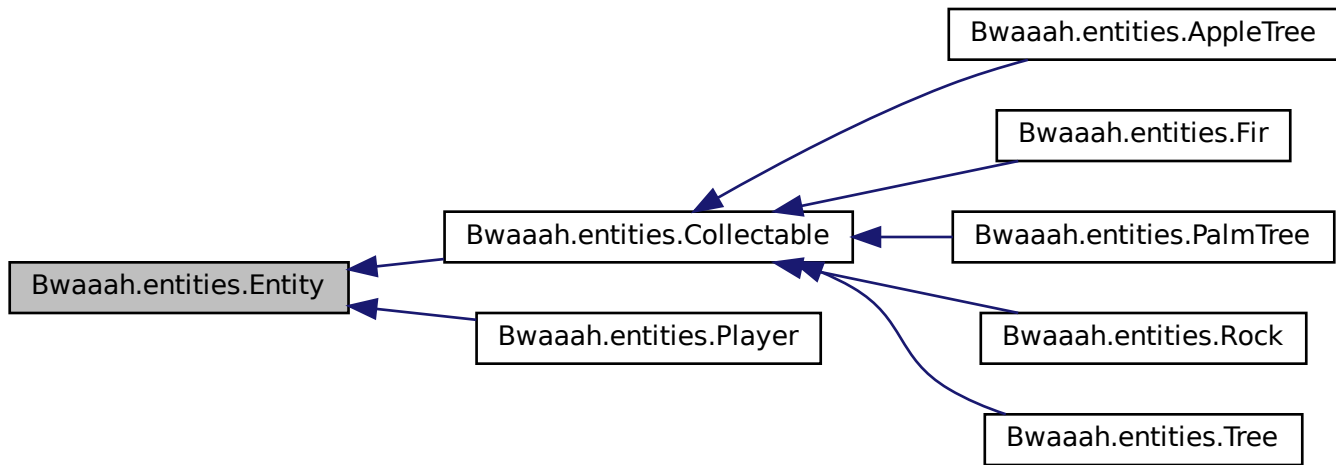 Bwaaah.entities.AppleTree
Bwaaah.entities.Fir
Bwaaah.entities.Collectable
Bwaaah.entities.PalmTree
Bwaaah.entities.Entity
Bwaaah.entities.Player
Bwaaah.entities.Rock
Bwaaah.entities.Tree